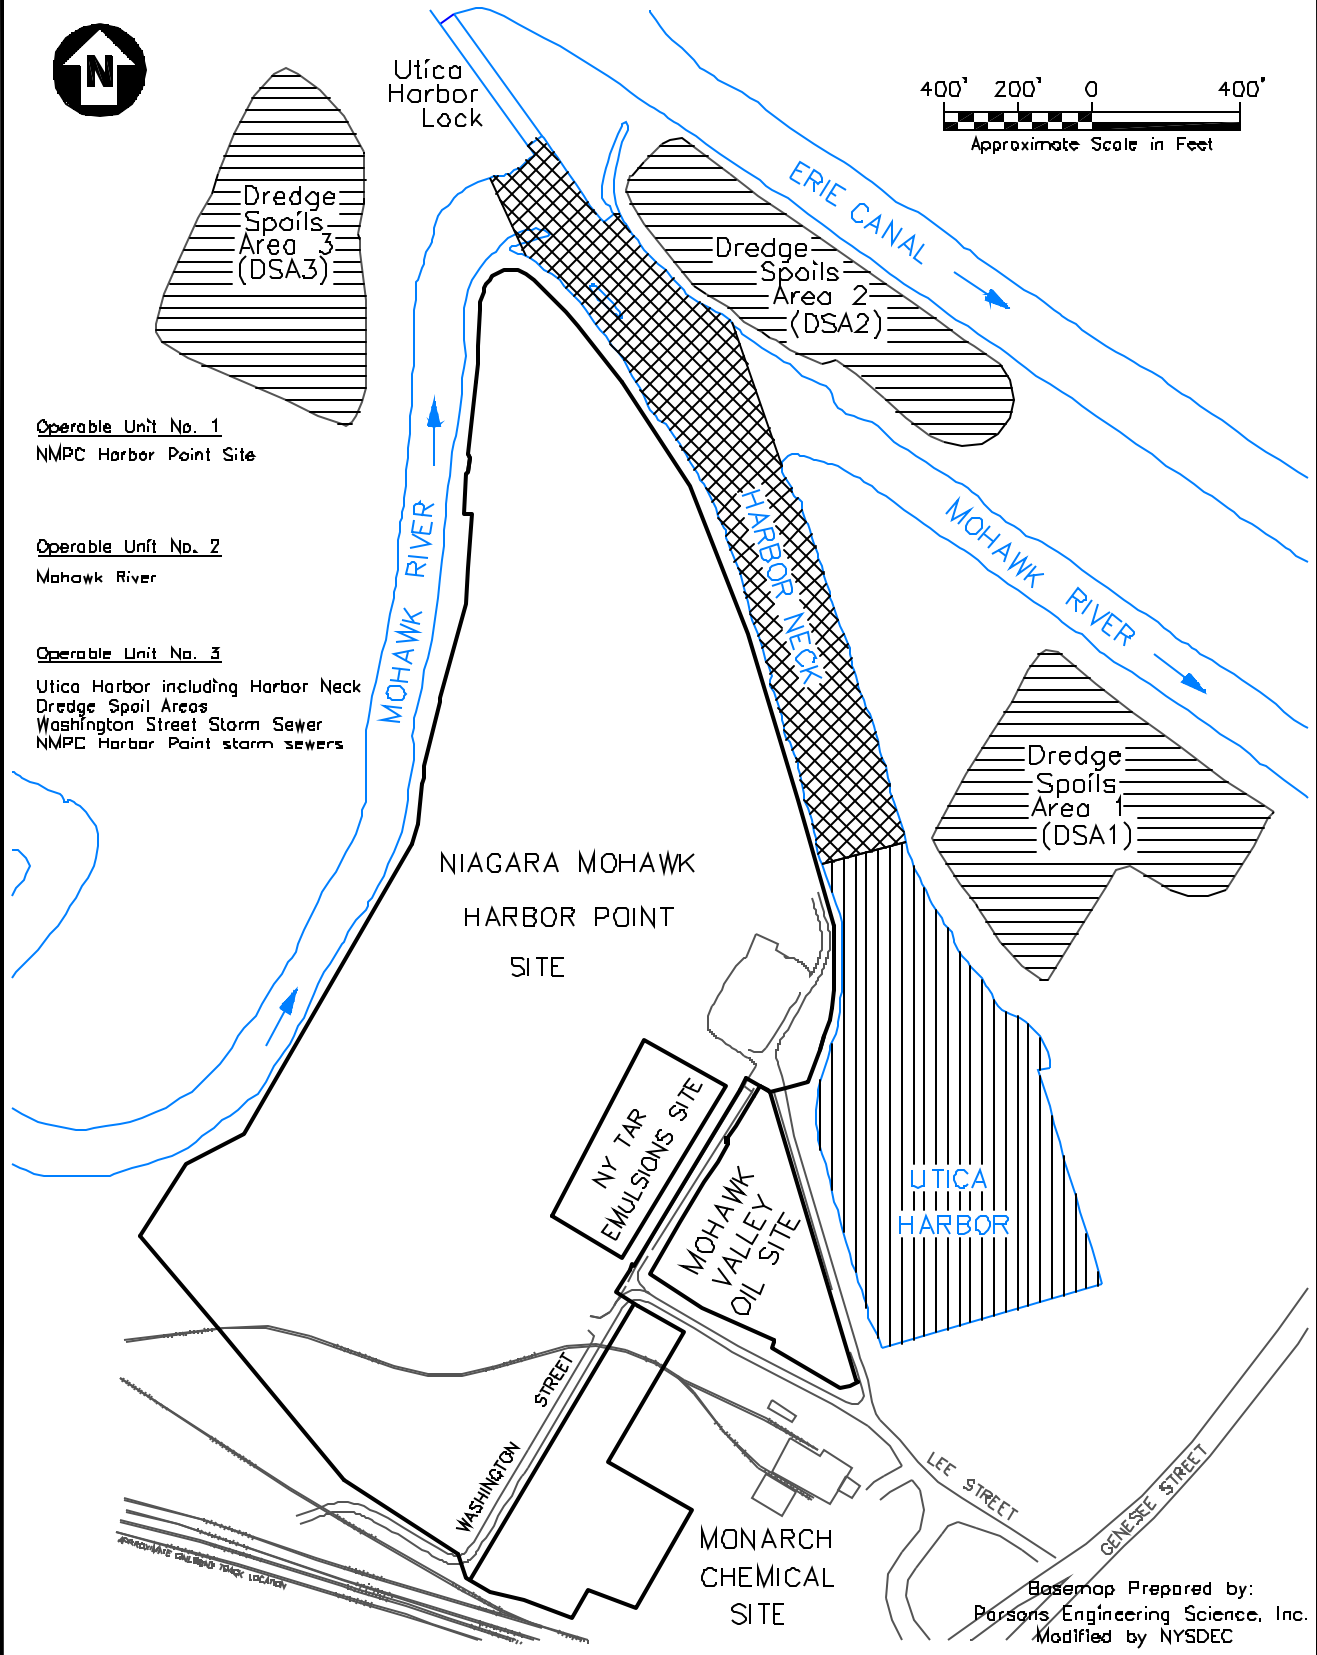 N
Utica
Harbor
Lock
400' 200' 0 400'
Approximate Scale in Feet
ERIE CANAL
Dredge
Spoils
Area 3
(DSA3)
Dredge
Spoils
Area 2
(DSA2)
Operable Unit No. 1
NMPC Harbor Point Site
Operable Unit No. 2
Mohawk River
Operable Unit No. 3
Utica Harbor including Harbor Neck
Dredge Spoil Areas
Washington Street Storm Sewer
NMPC Harbor Point storm sewers
MOHAWK RIVER
HARBOR NECK
MOHAWK RIVER
Dredge
Spoils
Area 1
(DSA1)
NIAGARA MOHAWK
HARBOR POINT
SITE
NY TAR
EMULSIONS SITE
MOHAWK
VALLEY
OIL SITE
UTICA
HARBOR
WASHINGTON STREET
LEE STREET
GENESEE STREET
APPROXIMATE RAILROAD TRACK LOCATION
MONARCH
CHEMICAL
SITE
Basemap Prepared by:
Parsons Engineering Science, Inc.
Modified by NYSDEC